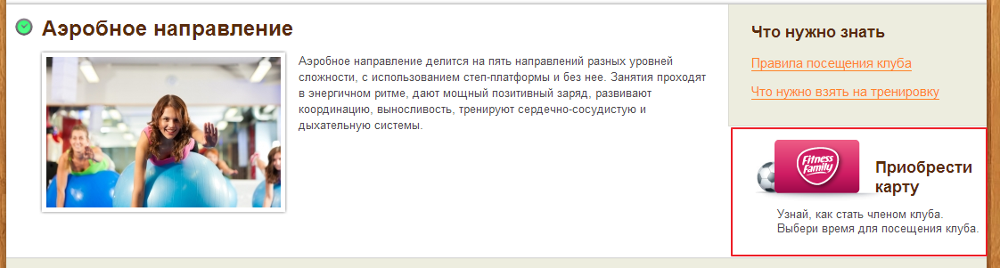 Аэробное направление
Аэробное направление делится на пять направлений разных уровней
сложности, с использованием степ-платформы и без нее. Занятия проходят
в энергичном ритме, дают мощный позитивный заряд, развивают
координацию, выносливость, тренируют сердечно-сосудистую и
дыхательную системы.
Что нужно знать
Правила посещения клуба
Что нужно взять на тренировку
Fitness
Family
Приобрести
карту
Узнай, как стать членом клуба.
Выбери время для посещения клуба.